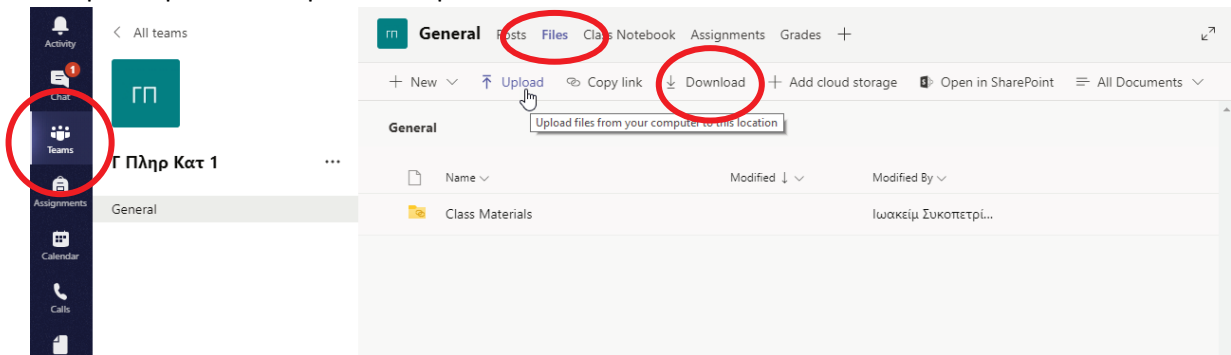 Activity
Chat
1
Teams
Assignments
Calendar
Calls
< All teams
ΓΠ
Γ Πληρ Κατ 1
...
General
ΓΠ General Posts Files Class Notebook Assignments Grades +
+ New Upload Copy link Download + Add cloud storage Open in SharePoint All Documents
Upload files from your computer to this location
General
Name Modified ↓ Modified By
Class Materials Ιωακείμ Συκοπετρί...